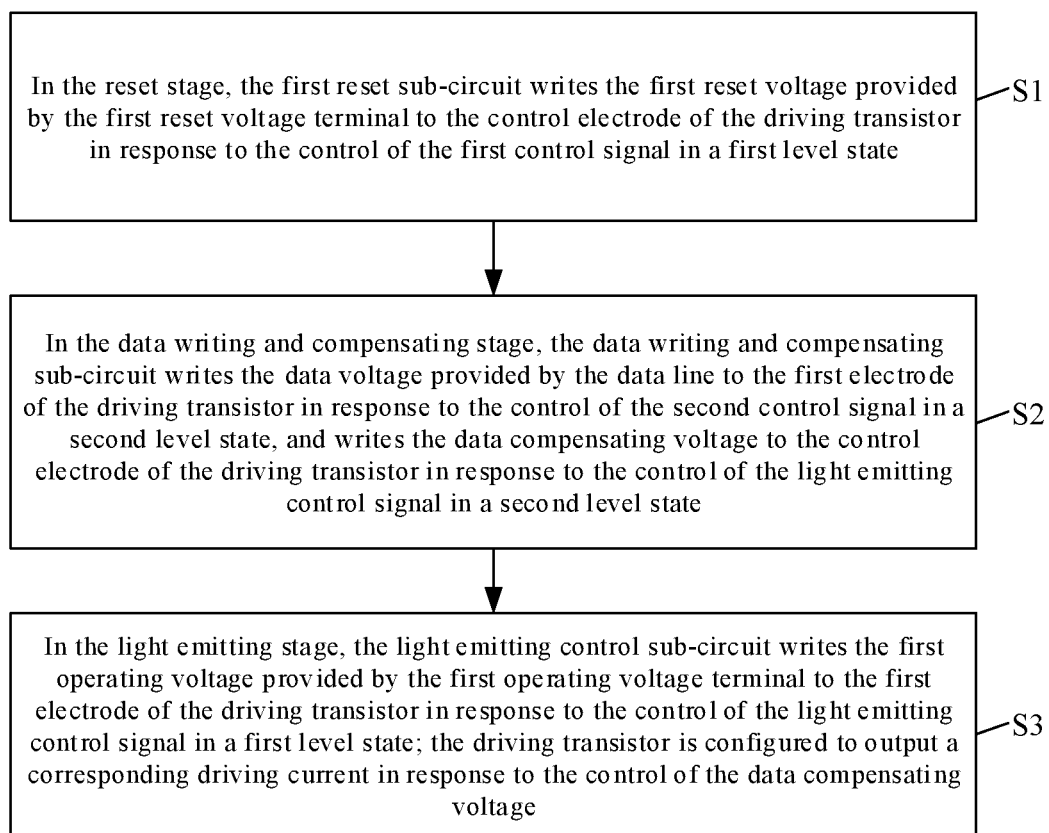 In the reset stage, the first reset sub-circuit writes the first reset voltage provided
by the first reset voltage terminal to the control electrode of the driving transistor
in response to the control of the first control signal in a first level state
S1
In the data writing and compensating stage, the data writing and compensating
sub-circuit writes the data voltage provided by the data line to the first electrode
of the driving transistor in response to the control of the second control signal in a
second level state, and writes the data compensating voltage to the control
electrode of the driving transistor in response to the control of the light emitting
control signal in a second level state
S2
In the light emitting stage, the light emitting control sub-circuit writes the first
operating voltage provided by the first operating voltage terminal to the first
electrode of the driving transistor in response to the control of the light emitting
control signal in a first level state; the driving transistor is configured to output a
corresponding driving current in response to the control of the data compensating
voltage
S3